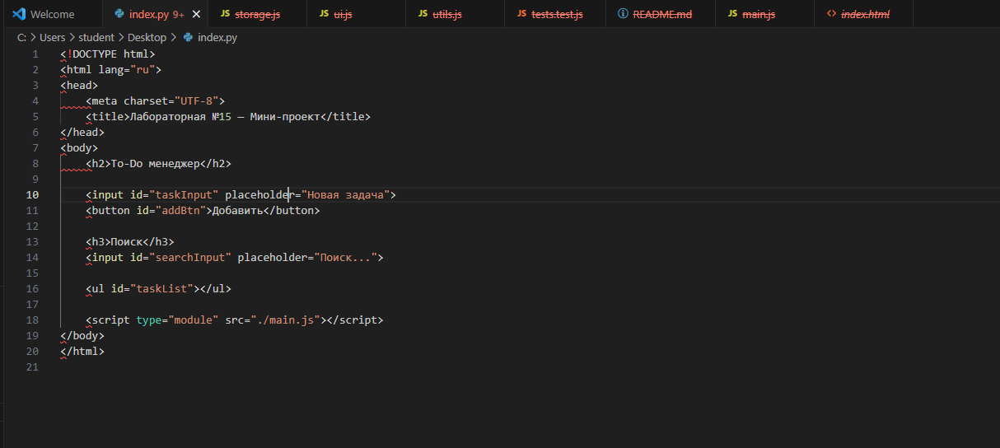 Welcome
index.py 9+
storage.js
ui.js
utils.js
tests.test.js
README.md
main.js
index.html
C: > Users > student > Desktop > index.py
1 <!DOCTYPE html>
2 <html lang="ru">
3 <head>
4     <meta charset="UTF-8">
5     <title>Лабораторная №15 — Мини-проект</title>
6 </head>
7 <body>
8     <h2>To-Do менеджер</h2>
9
10     <input id="taskInput" placeholder="Новая задача">
11     <button id="addBtn">Добавить</button>
12
13     <h3>Поиск</h3>
14     <input id="searchInput" placeholder="Поиск...">
15
16     <ul id="taskList"></ul>
17
18     <script type="module" src="./main.js"></script>
19 </body>
20 </html>
21